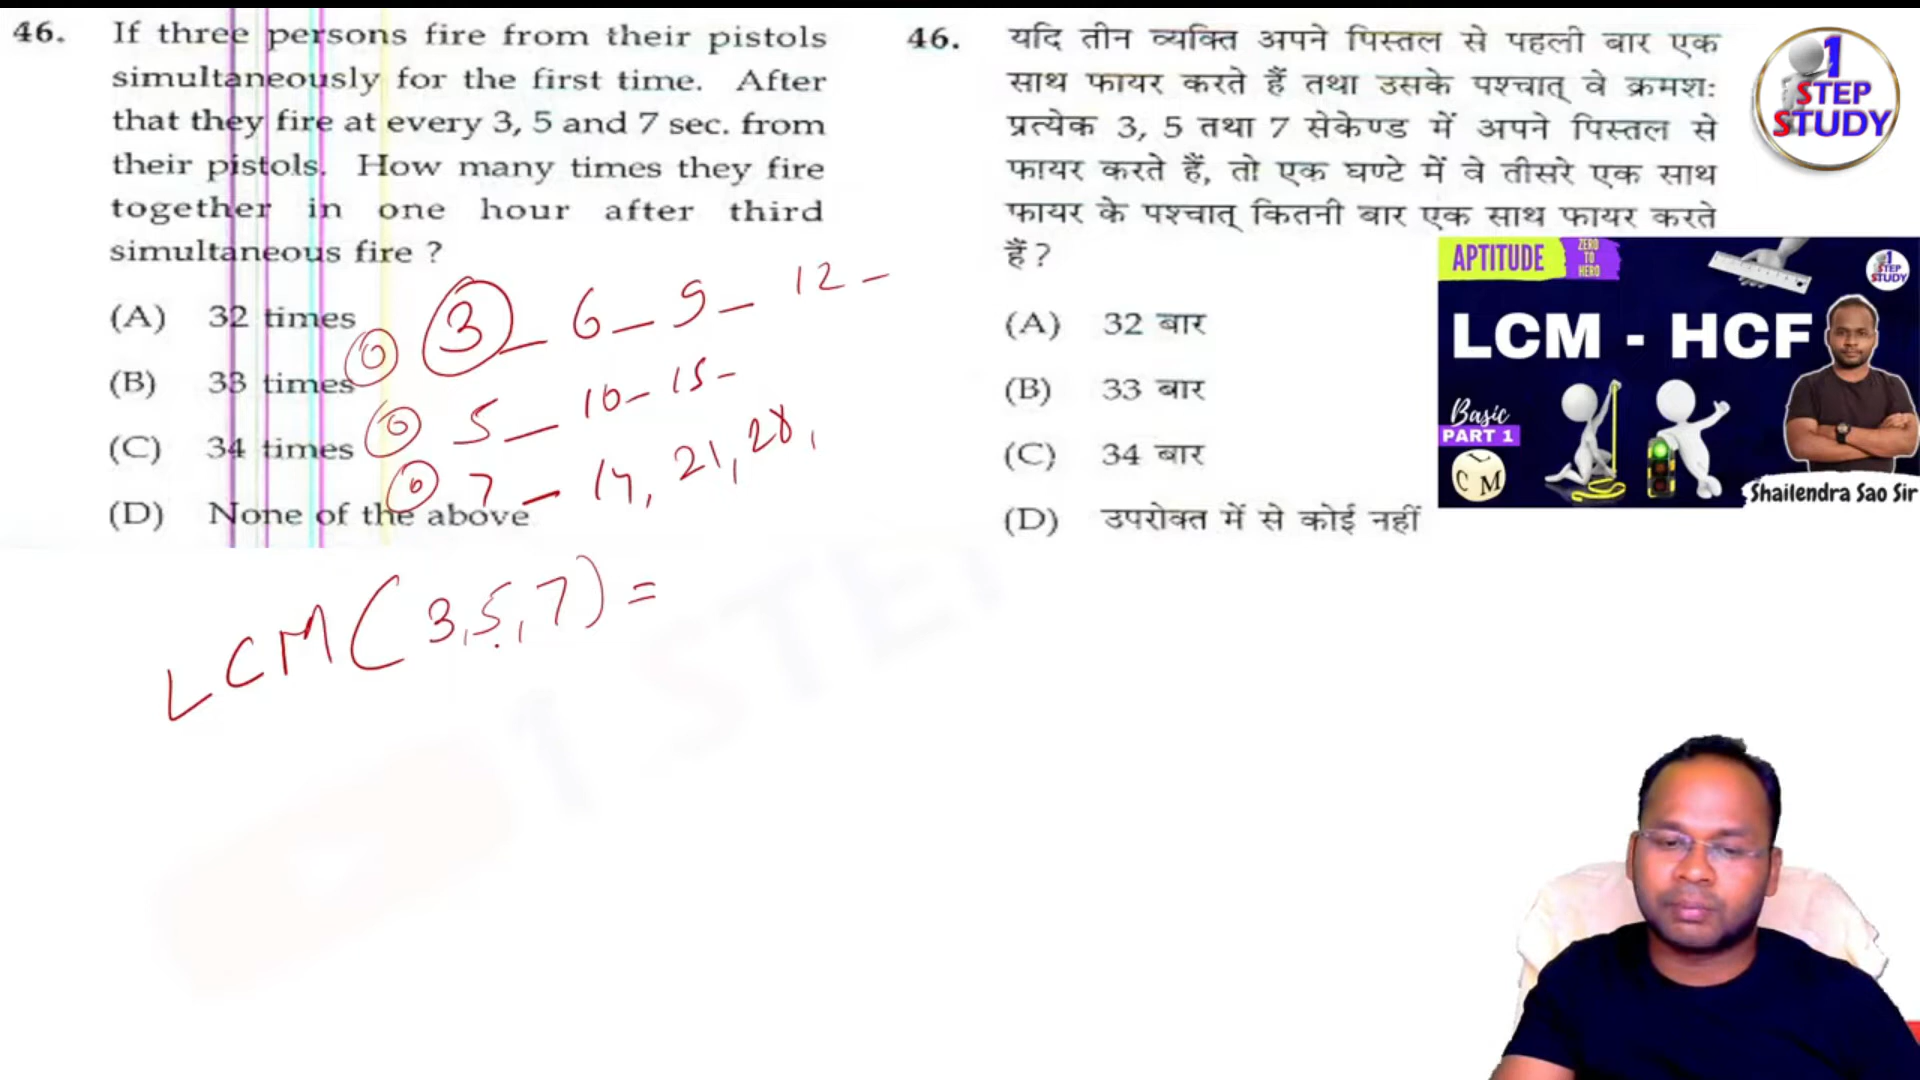 46. If three persons fire from their pistols
simultaneously for the first time. After
that they fire at every 3, 5 and 7 sec. from
their pistols. How many times they fire
together in one hour after third
simultaneous fire ?
(A) 32 times
(B) 33 times
(C) 34 times
(D) None of the above
0 3 _ 6 _ 9 _ 12 -
0 5 _ 10 - 15 -
0 7 - 14, 21, 28,
LCM ( 3, 5, 7 ) =
46. यदि तीन व्यक्ति अपने पिस्तल से पहली बार एक
साथ फायर करते हैं तथा उसके पश्चात् वे क्रमशः
प्रत्येक 3, 5 तथा 7 सेकेण्ड में अपने पिस्तल से
फायर करते हैं, तो एक घण्टे में वे तीसरे एक साथ
फायर के पश्चात् कितनी बार एक साथ फायर करते
हैं ?
(A) 32 बार
(B) 33 बार
(C) 34 बार
(D) उपरोक्त में से कोई नहीं
1
STEP
STUDY
APTITUDE
ZERO
TO
HERO
1
STEP
STUDY
LCM - HCF
Basic
PART 1
L
C M
Shailendra Sao Sir
1 STEP